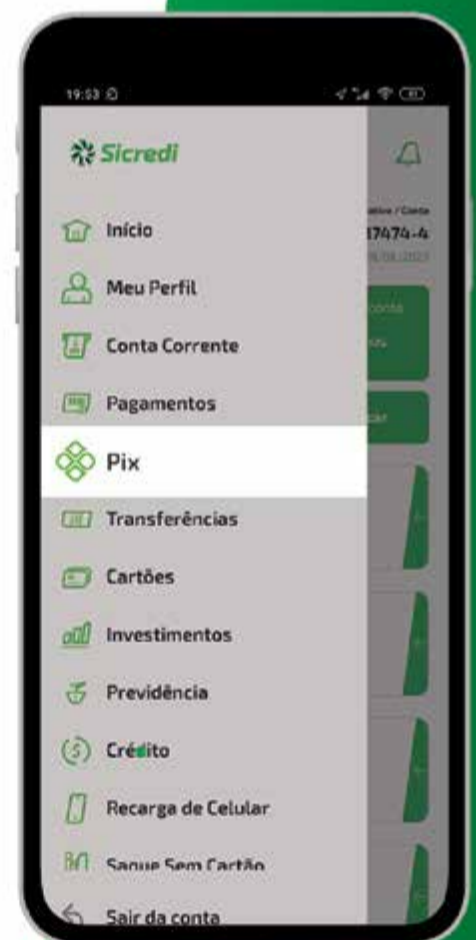 19:53
Sicredi
Início
17474-4
Meu Perfil
conta
Conta Corrente
Pagamentos
Pix
Transferências
Cartões
Investimentos
Previdência
Crédito
Recarga de Celular
Saque Sem Cartão
Sair da conta